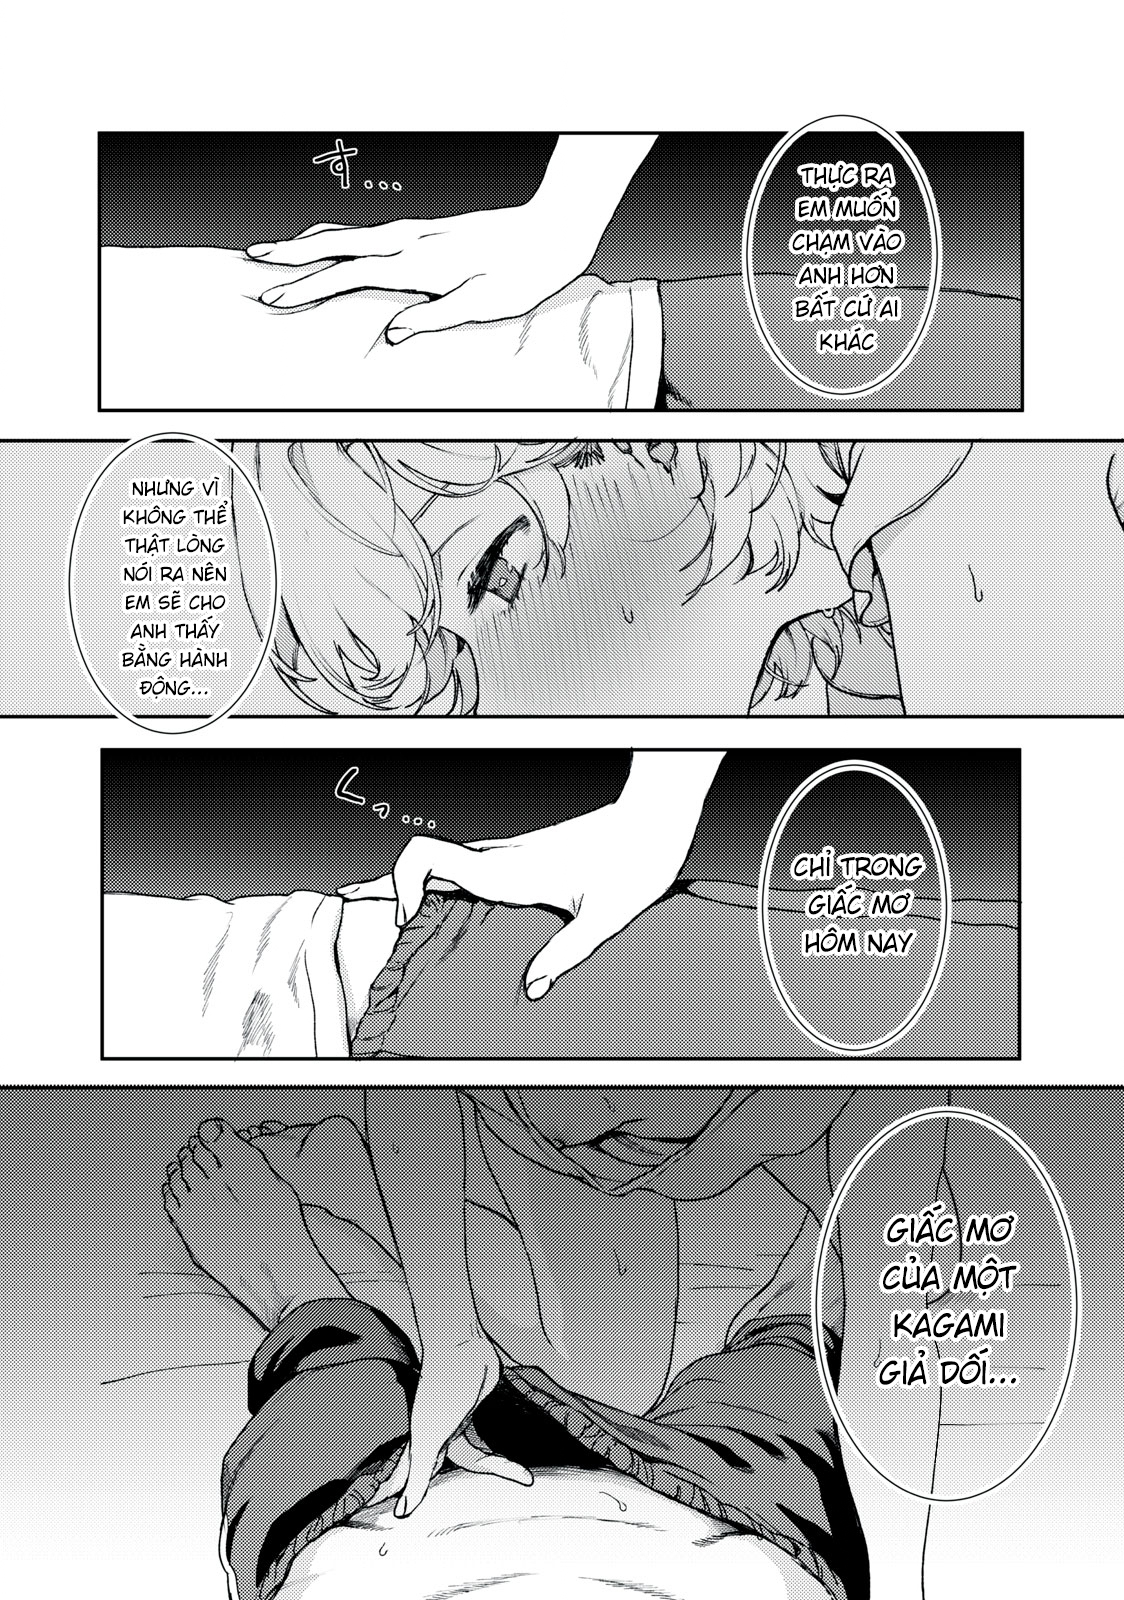 す...
THỰC RA
EM MUỐN
CHẠM VÀO
ANH HƠN
BẤT CỨ AI
KHÁC
NHƯNG VÌ
KHÔNG THỂ
THẬT LÒNG
NÓI RA NÊN
EM SẼ CHO
ANH THẤY
BẰNG HÀNH
ĐỘNG...
くっ...
CHỈ TRONG
GIẤC MƠ
HÔM NAY
GIẤC MƠ
CỦA MỘT
KAGAMI
GIẢ DỐI...